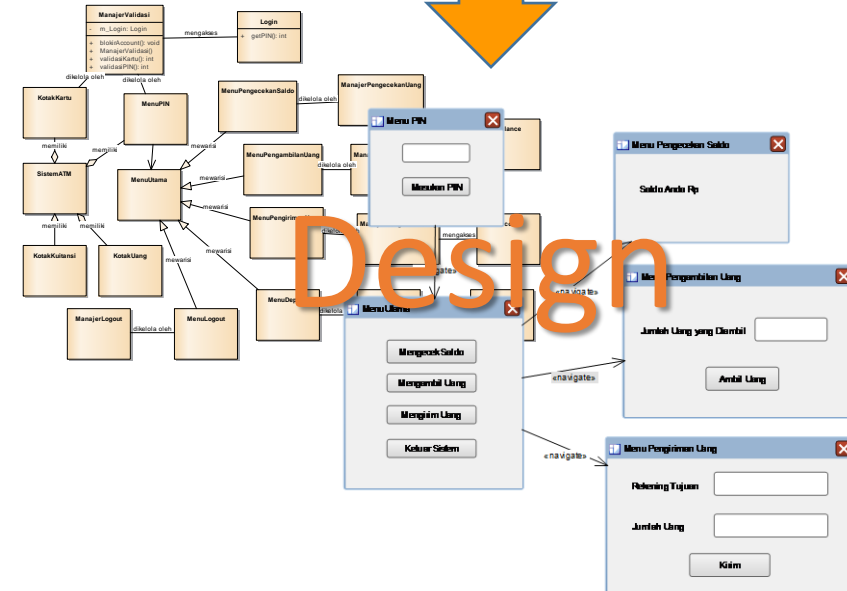 ManajerValidasi
- m_Login: Login
+ blokirAccount(): void
+ ManajerValidasi()
+ validasiKartu(): int
+ validasiPIN(): int
mengakses
Login
+ getPIN(): int
dikelola oleh
dikelola oleh
KotakKartu
MenuPIN
MenuPengecekanSaldo
dikelola oleh
ManajerPengecekanUang
memiliki
memiliki
mewarisi
SistemATM
MenuUtama
MenuPengambilanUang
dikelola oleh
mewarisi
mewarisi
memiliki
memiliki
mewarisi
mewarisi
mengakses
KotakKuitansi
KotakUang
ManajerLogout
dikelola oleh
MenuLogout
dikelola
Design
Menu PIN
Masukan PIN
Menu Utama
Mengecek Saldo
Mengambil Uang
Mengirim Uang
Keluar Sistem
«navigate»
«navigate»
«navigate»
Menu Pengecekan Saldo
Saldo Anda Rp
Menu Pengambilan Uang
Jumlah Uang yang Diambil
Ambil Uang
Menu Pengiriman Uang
Rekening Tujuan
Jumlah Uang
Kirim